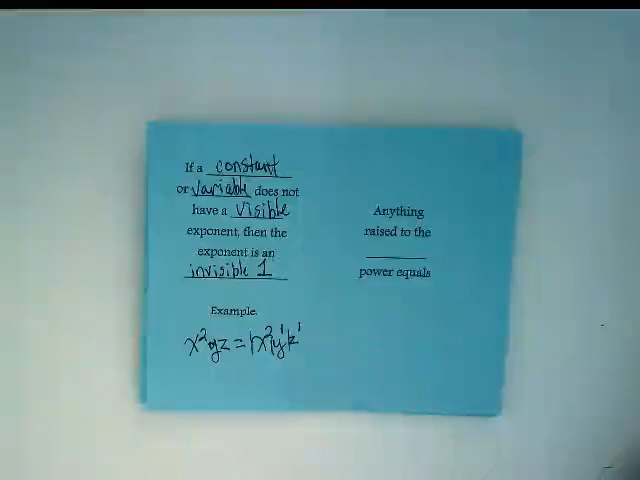 If a constant
or variable does not
have a visible
exponent, then the
exponent is an
invisible 1
Example.
x²yz = 1x²1y¹1z¹
Anything
raised to the
power equals